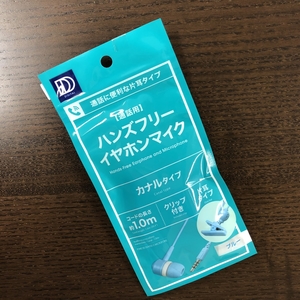 D
通話に便利な片耳タイプ
【通話用】
ハンズフリー
イヤホンマイク
Hands-free Earphone and Microphone
カナルタイプ
コードの長さ
約1.0m
クリップ
付き
片耳
タイプ
ブルー